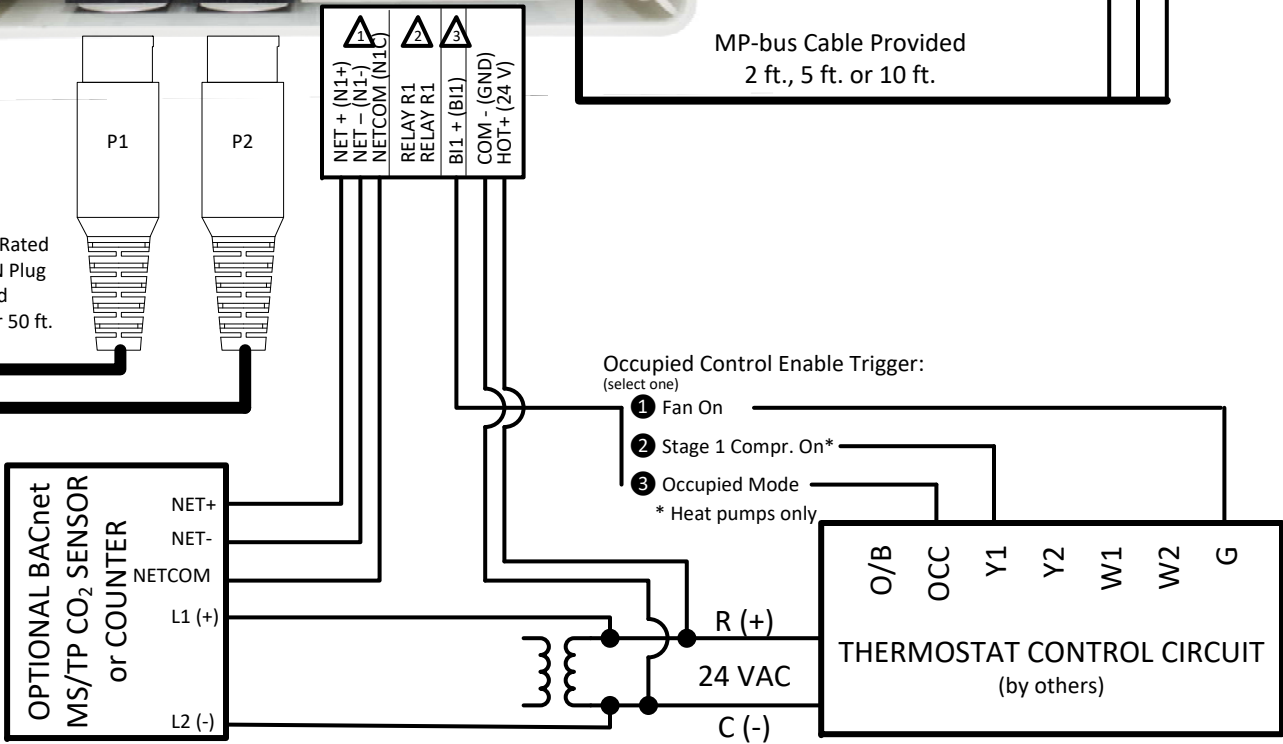 MP-bus Cable Provided
2 ft., 5 ft. or 10 ft.
1
2
3
NET + (N1+)
NET – (N1-)
NETCOM (N1C)
RELAY R1
RELAY R1
BI1 + (BI1)
COM - (GND)
HOT+ (24 V)
P1
P2
Rated
Plug
r 50 ft.
Occupied Control Enable Trigger:
(select one)
1 Fan On
2 Stage 1 Compr. On*
3 Occupied Mode
* Heat pumps only
OPTIONAL BACnet
MS/TP CO₂ SENSOR
or COUNTER
NET+
NET-
NETCOM
L1 (+)
L2 (-)
R (+)
24 VAC
C (-)
O/B
OCC
Y1
Y2
W1
W2
G
THERMOSTAT CONTROL CIRCUIT
(by others)